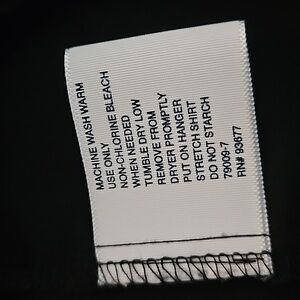 MACHINE WASH WARM
USE ONLY
NON-CHLORINE BLEACH
WHEN NEEDED
TUMBLE DRY LOW
REMOVE FROM
DRYER PROMPTLY
PUT ON HANGER
STRETCH SHIRT
DO NOT STARCH
79009-7
RN# 93677